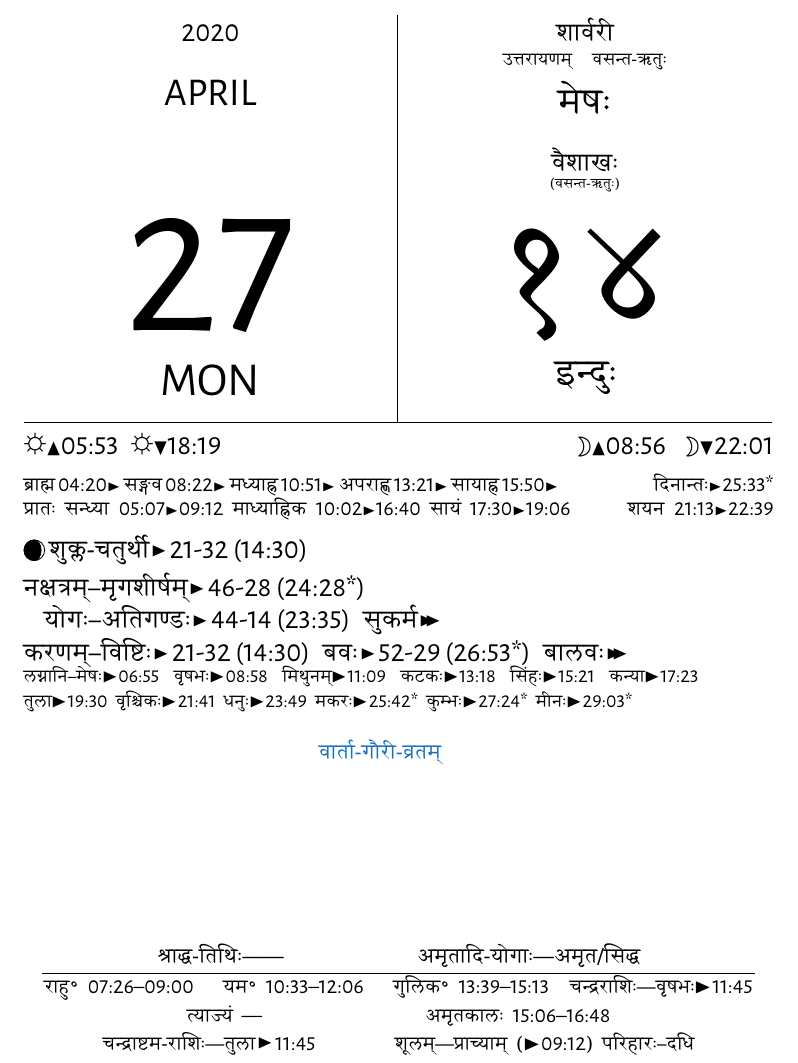 2020
APRIL
27
MON
शार्वरी
उत्तरायणम् वसन्त-ऋतुः
मेषः
वैशाखः
(वसन्त-ऋतुः)
१४
इन्दुः
☼▲05:53 ☼▼18:19 ☽▲08:56 ☽▼22:01
ब्राह्म 04:20► सङ्गव 08:22► मध्याह्न 10:51► अपराह्ण 13:21► सायाह्न 15:50► दिनान्तः►25:33*
प्रातः सन्ध्या 05:07►09:12 माध्याह्निक 10:02►16:40 सायं 17:30►19:06 शयन 21:13►22:39
शुक्ल-चतुर्थी► 21-32 (14:30)
नक्षत्रम्–मृगशीर्षम्► 46-28 (24:28*)
योगः–अतिगण्डः► 44-14 (23:35) सुकर्म►►
करणम्–विष्टिः► 21-32 (14:30) बवः► 52-29 (26:53*) बालवः►►
लग्नानि–मेषः►06:55 वृषभः►08:58 मिथुनम्►11:09 कटकः►13:18 सिंहः►15:21 कन्या►17:23
तुला►19:30 वृश्चिकः►21:41 धनुः►23:49 मकरः►25:42* कुम्भः►27:24* मीनः►29:03*
वार्ता-गौरी-व्रतम्
श्राद्ध-तिथिः—— अमृतादि-योगाः—अमृत/सिद्ध
राहु॰ 07:26–09:00 यम॰ 10:33–12:06 गुलिक॰ 13:39–15:13 चन्द्रराशिः—वृषभः►11:45
त्याज्यं — अमृतकालः 15:06–16:48
चन्द्राष्टम-राशिः—तुला►11:45 शूलम्—प्राच्याम् (►09:12) परिहारः–दधि